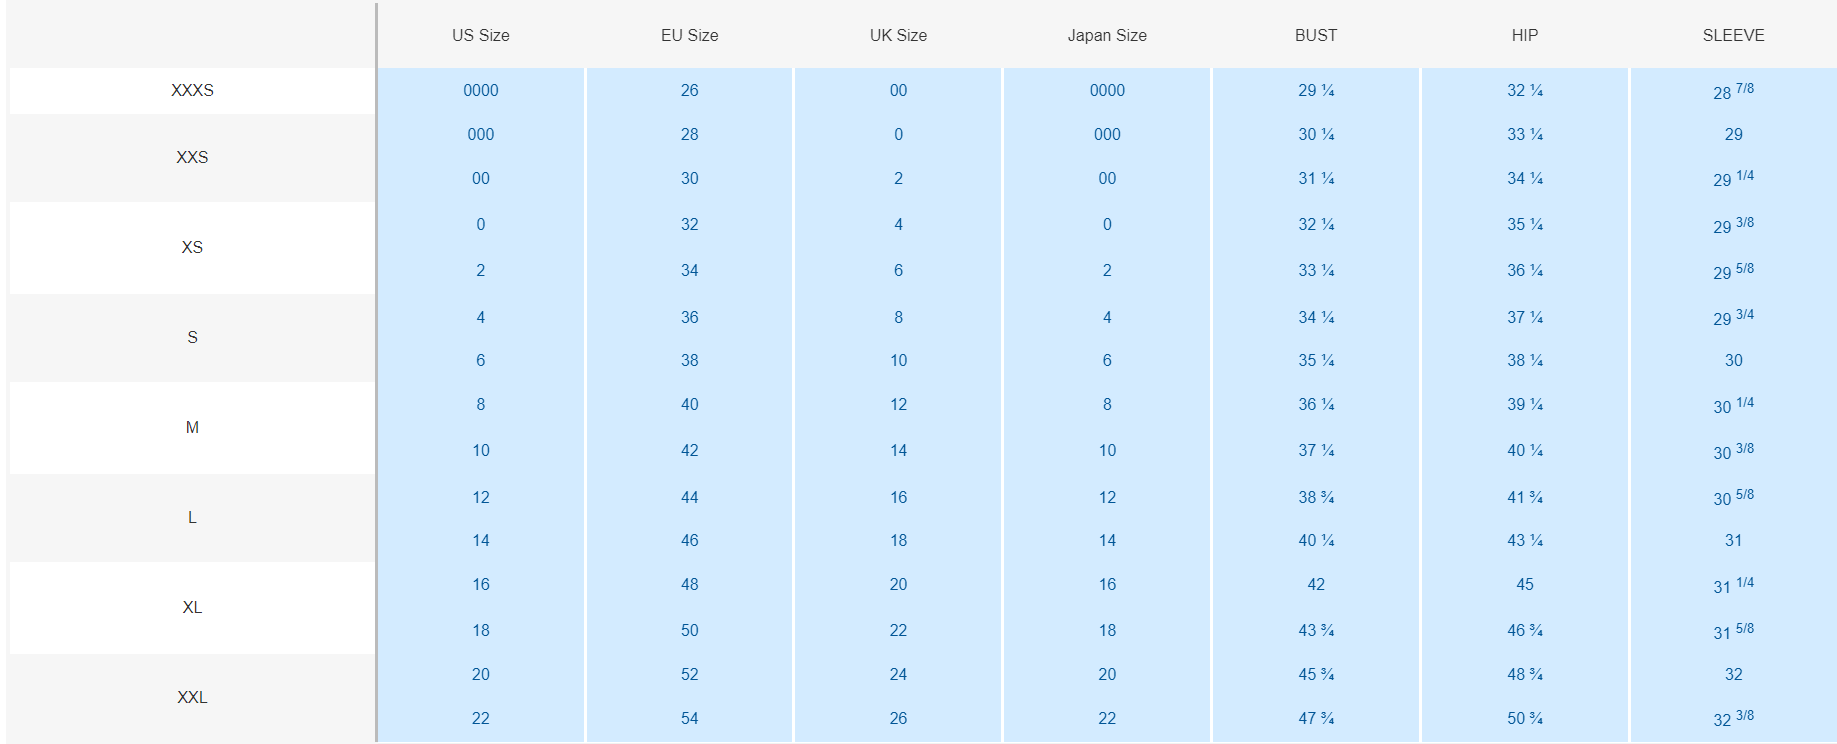 US Size EU Size UK Size Japan Size BUST HIP SLEEVE
XXXS 0000 26 00 0000 29 ¼ 32 ¼ 28 7/8
XXS 000 28 0 000 30 ¼ 33 ¼ 29
00 30 2 00 31 ¼ 34 ¼ 29 1/4
XS 0 32 4 0 32 ¼ 35 ¼ 29 3/8
2 34 6 2 33 ¼ 36 ¼ 29 5/8
S 4 36 8 4 34 ¼ 37 ¼ 29 3/4
6 38 10 6 35 ¼ 38 ¼ 30
M 8 40 12 8 36 ¼ 39 ¼ 30 1/4
10 42 14 10 37 ¼ 40 ¼ 30 3/8
L 12 44 16 12 38 ¾ 41 ¾ 30 5/8
14 46 18 14 40 ¼ 43 ¼ 31
XL 16 48 20 16 42 45 31 1/4
18 50 22 18 43 ¾ 46 ¾ 31 5/8
XXL 20 52 24 20 45 ¾ 48 ¾ 32
22 54 26 22 47 ¾ 50 ¾ 32 3/8